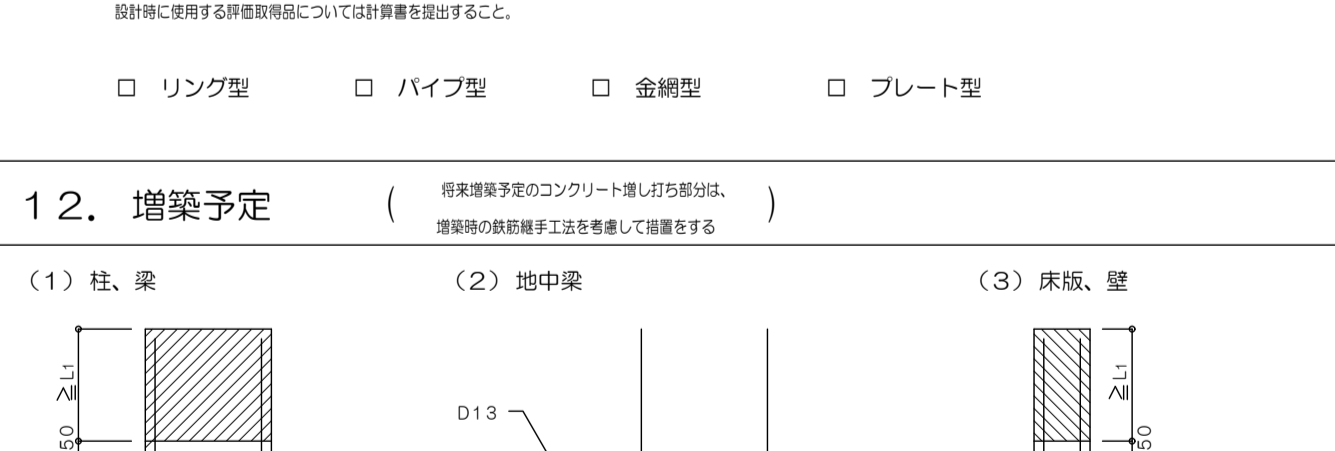 設計時に使用する評価取得品については計算書を提出すること。
□ リング型 □ パイプ型 □ 金網型 □ プレート型
12. 増築予定 ( 将来増築予定のコンクリート増し打ち部分は、
増築時の鉄筋継手工法を考慮して措置をする )
(1) 柱、梁 (2) 地中梁 (3) 床版、壁
≧L1
50
D13
≧L1
50